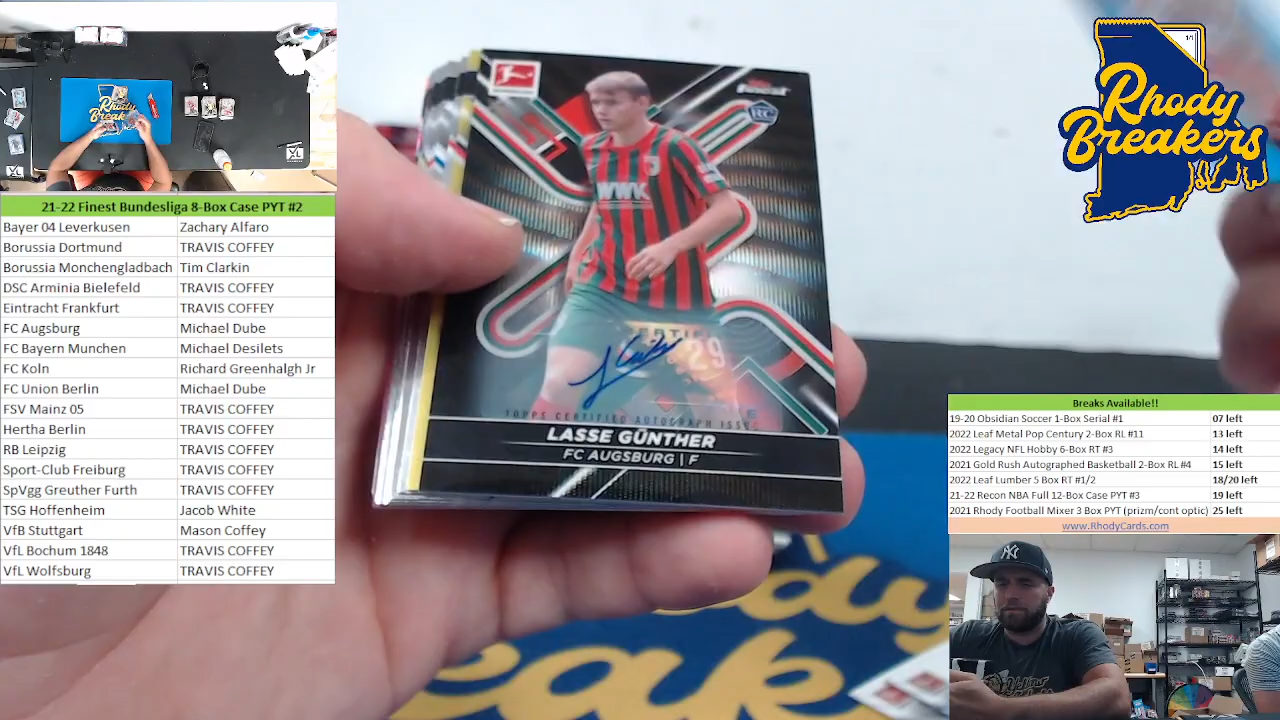 21-22 Finest Bundesliga 8-Box Case PYT #2
Bayer 04 Leverkusen Zachary Alfaro
Borussia Dortmund TRAVIS COFFEY
Borussia Monchengladbach Tim Clarkin
DSC Arminia Bielefeld TRAVIS COFFEY
Eintracht Frankfurt TRAVIS COFFEY
FC Augsburg Michael Dube
FC Bayern Munchen Michael Desilets
FC Koln Richard Greenhalgh Jr
FC Union Berlin Michael Dube
FSV Mainz 05 TRAVIS COFFEY
Hertha Berlin TRAVIS COFFEY
RB Leipzig TRAVIS COFFEY
Sport-Club Freiburg TRAVIS COFFEY
SpVgg Greuther Furth TRAVIS COFFEY
TSG Hoffenheim Jacob White
VfB Stuttgart Mason Coffey
VfL Bochum 1848 TRAVIS COFFEY
VfL Wolfsburg TRAVIS COFFEY
Finest
RC
WWK
29
TOPPS CERTIFIED AUTOGRAPH ISSUE
LASSE GÜNTHER
FC AUGSBURG | F
Rhody
Breakers
Breaks Available!!
19-20 Obsidian Soccer 1-Box Serial #1 07 left
2022 Leaf Metal Pop Century 2-Box RL #11 13 left
2022 Legacy NFL Hobby 6-Box RT #3 14 left
2021 Gold Rush Autographed Basketball 2-Box RL #4 15 left
2022 Leaf Lumber 5 Box RT #1/2 18/20 left
21-22 Recon NBA Full 12-Box Case PYT #3 19 left
2021 Rhody Football Mixer 3 Box PYT (prizm/cont optic) 25 left
www.RhodyCards.com